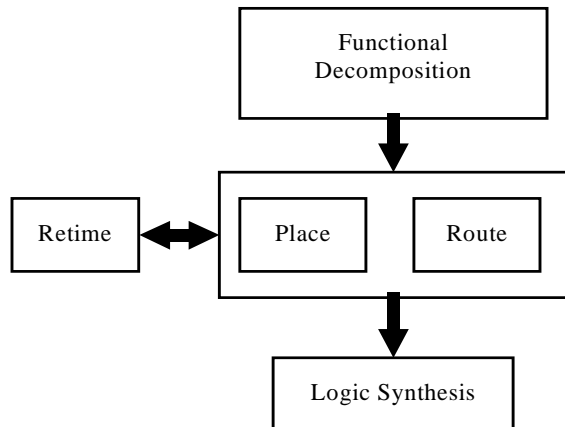 Functional
Decomposition
Retime
Place
Route
Logic Synthesis